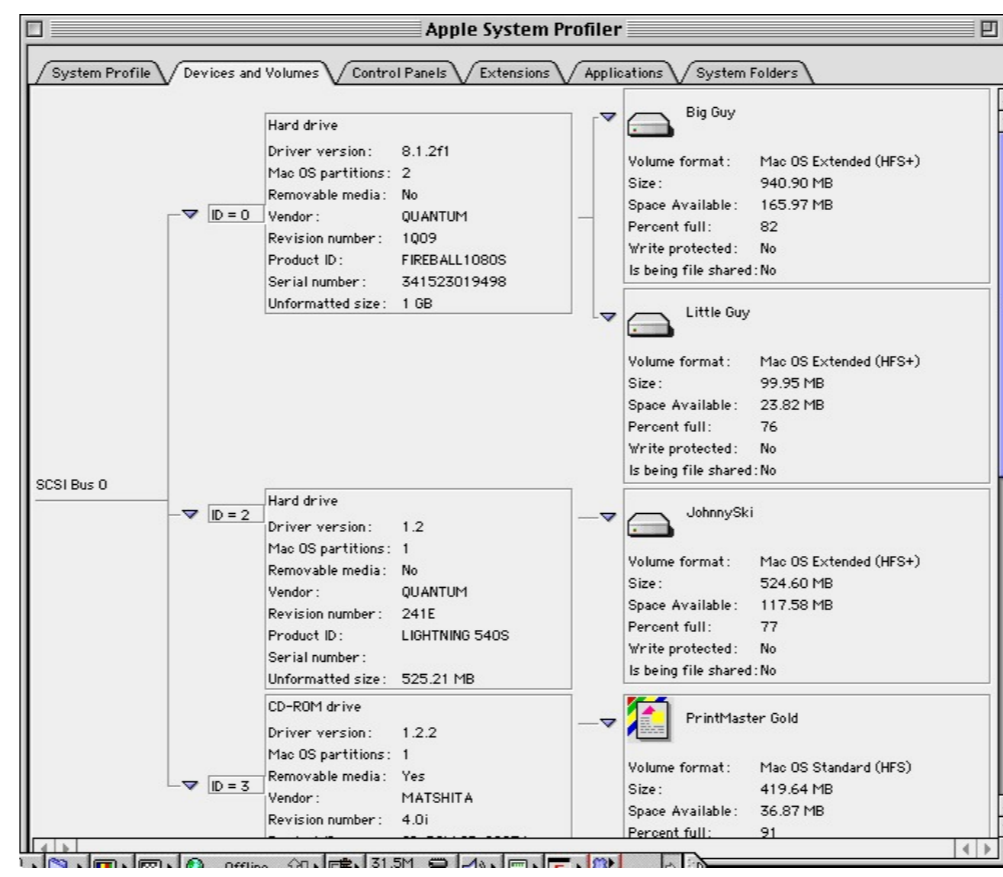 Apple System Profiler
System Profile Devices and Volumes Control Panels Extensions Applications System Folders
SCSI Bus 0
ID = 0
Hard drive
Driver version: 8.1.2f1
Mac OS partitions: 2
Removable media: No
Vendor: QUANTUM
Revision number: 1Q09
Product ID: FIREBALL1080S
Serial number: 341523019498
Unformatted size: 1 GB
Big Guy
Volume format: Mac OS Extended (HFS+)
Size: 940.90 MB
Space Available: 165.97 MB
Percent full: 82
Write protected: No
Is being file shared: No
Little Guy
Volume format: Mac OS Extended (HFS+)
Size: 99.95 MB
Space Available: 23.82 MB
Percent full: 76
Write protected: No
Is being file shared: No
ID = 2
Hard drive
Driver version: 1.2
Mac OS partitions: 1
Removable media: No
Vendor: QUANTUM
Revision number: 241E
Product ID: LIGHTNING 540S
Serial number:
Unformatted size: 525.21 MB
JohnnySki
Volume format: Mac OS Extended (HFS+)
Size: 524.60 MB
Space Available: 117.58 MB
Percent full: 77
Write protected: No
Is being file shared: No
ID = 3
CD-ROM drive
Driver version: 1.2.2
Mac OS partitions: 1
Removable media: Yes
Vendor: MATSHITA
Revision number: 4.0i
PrintMaster Gold
Volume format: Mac OS Standard (HFS)
Size: 419.64 MB
Space Available: 36.87 MB
Percent full: 91
Offline
31.5M